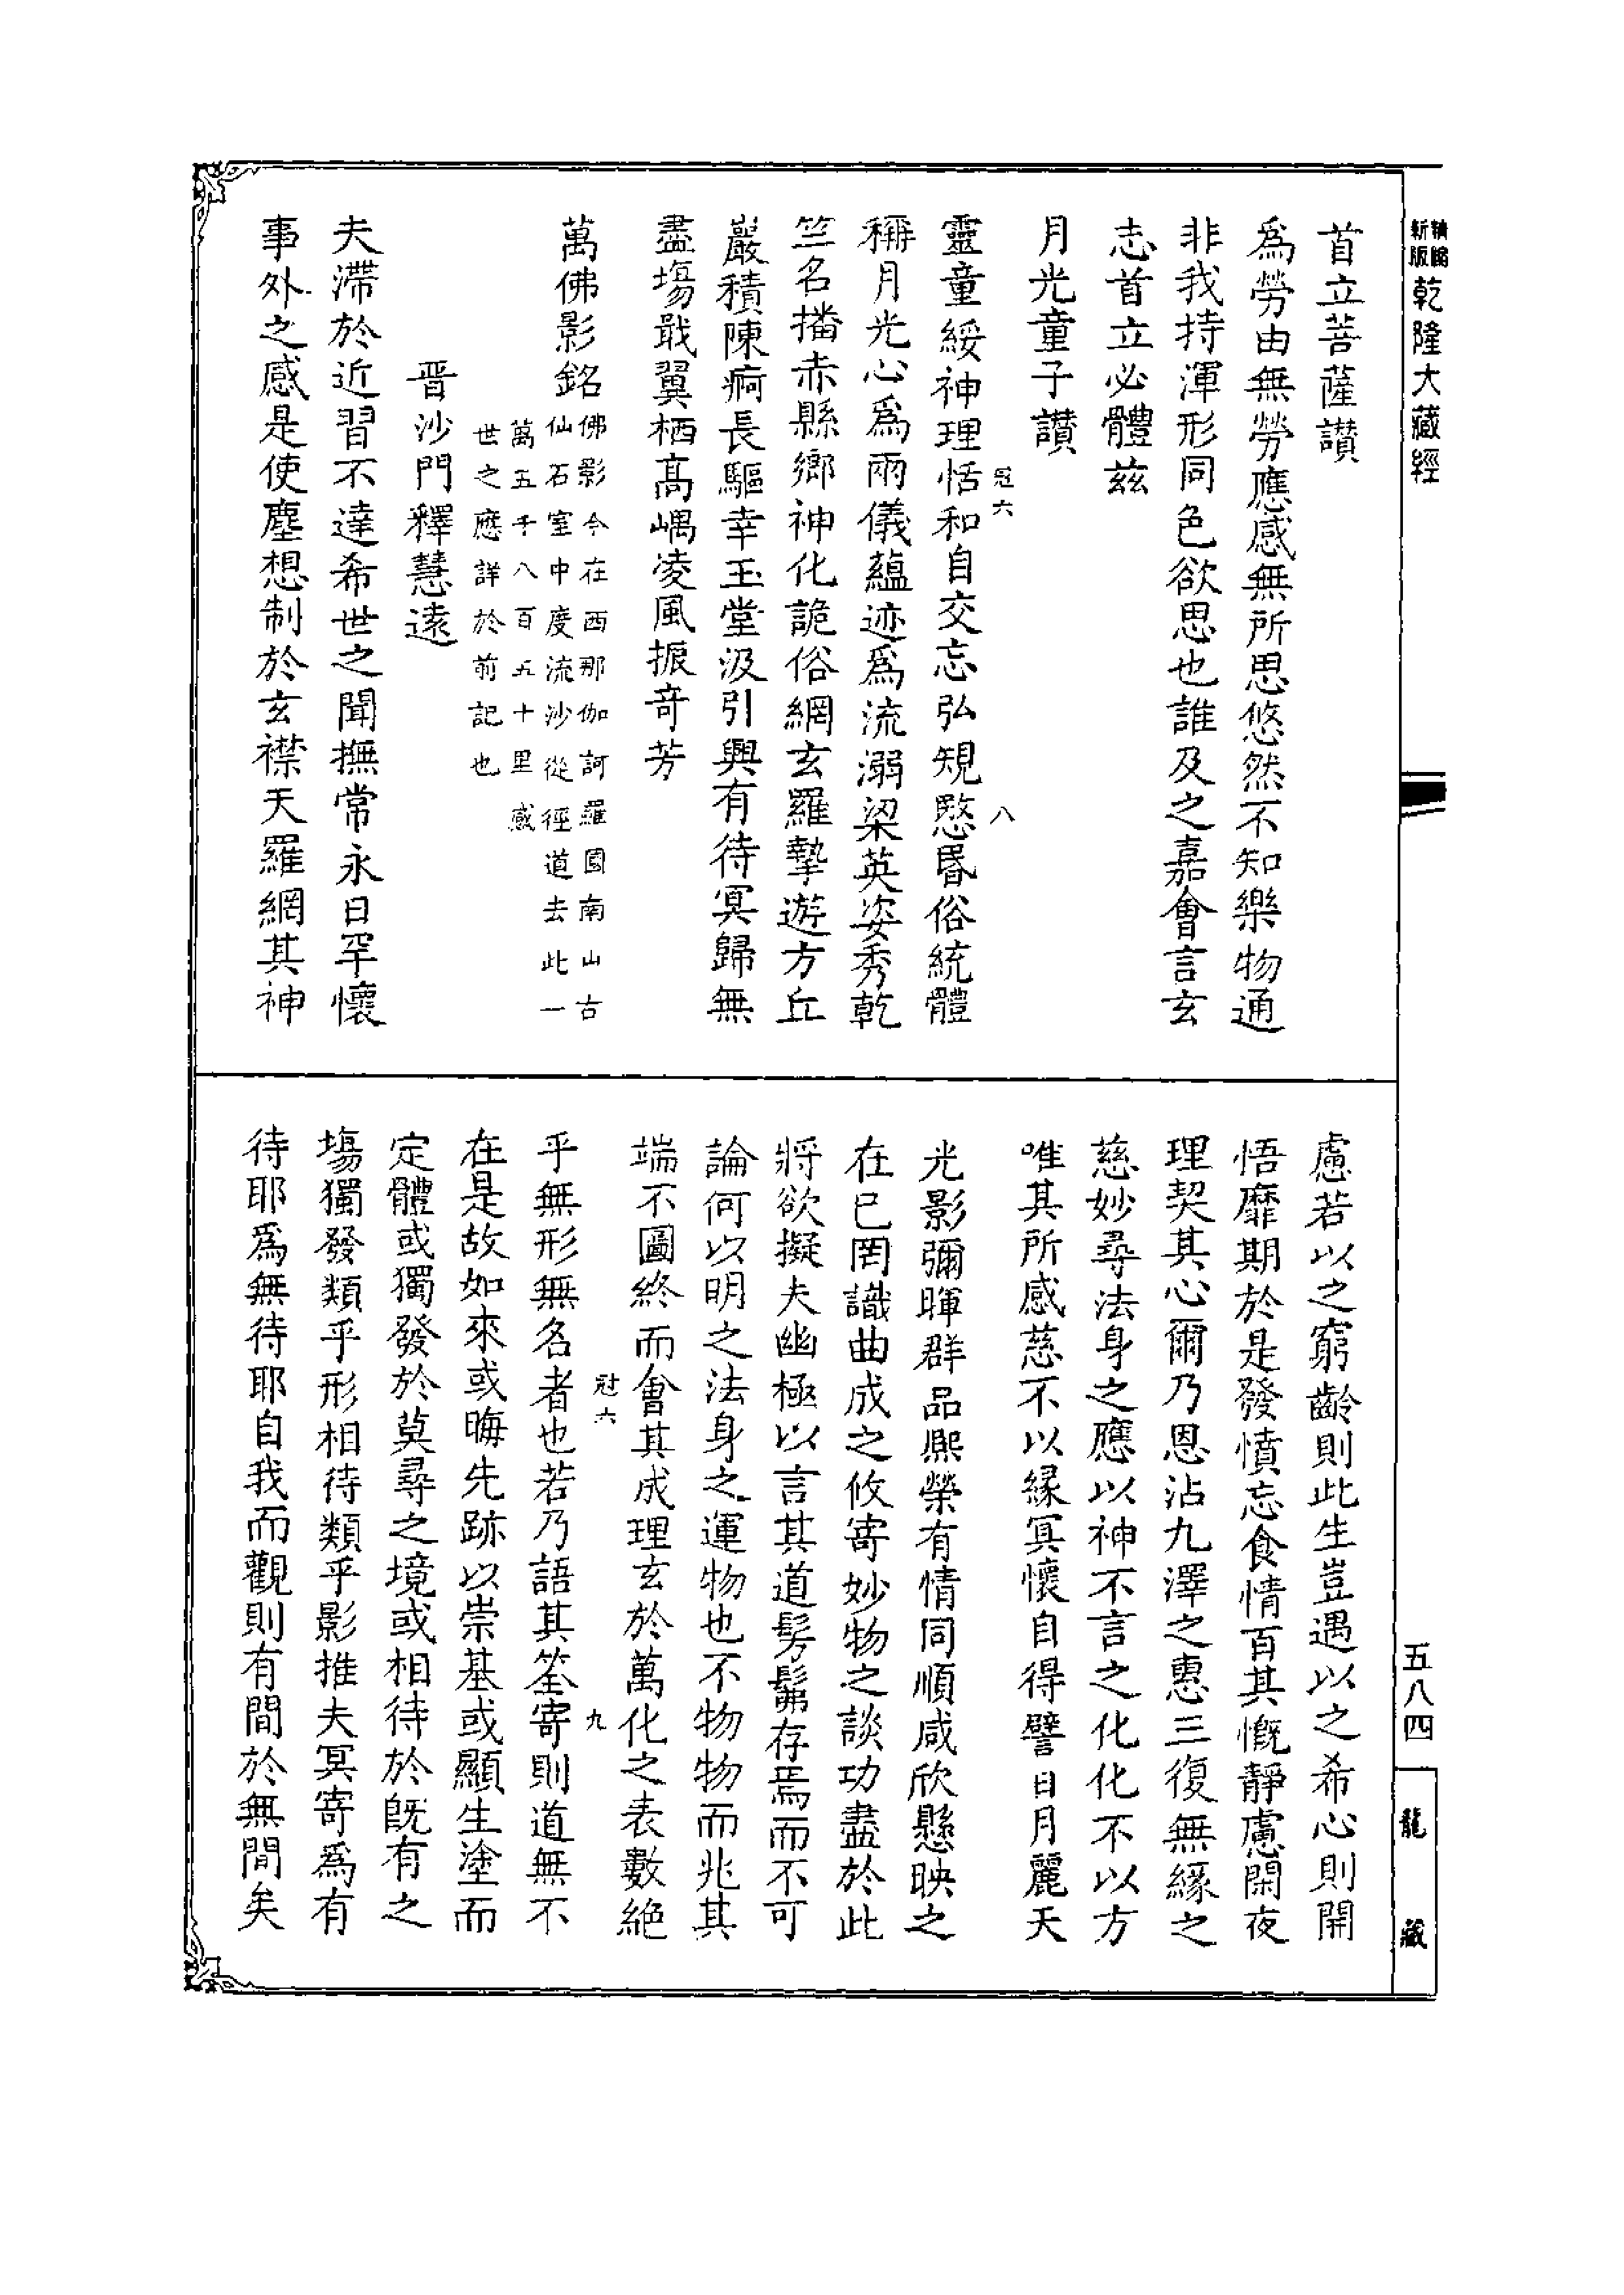 新版
乾隆大藏經
首立菩薩讃
爲勞由無勞應感無所思悠然不知樂物通
非我持渾形同色欲思也誰及之嘉會言玄
志首立必體茲
月光童子讃
冠六 八
靈童綏神理恬和自交忘弘規愍昬俗統體
稱月光心爲兩儀蘊迹爲流溺梁英姿秀乾
竺名播赤縣鄉神化詭俗網玄羅摯遊方丘
巖積陳痾長驅幸玉堂汲引興有待冥歸無
盡塲戢翼栖高嵎凌風振奇芳
萬佛影銘
佛影今在西那伽訶羅國南山古
仙石室中度流沙從徑道去此一
萬五千八百五十里感
世之應詳於前記也
晉沙門釋慧遠
夫滯於近習不達希世之聞撫常永日罕懷
事外之感是使塵想制於玄襟天羅網其神
慮若以之窮齡則此生豈遇以之希心則開
悟靡期於是發憤忘食情百其慨靜慮閑夜
理契其心爾乃恩沾九澤之惠三復無緣之
慈妙尋法身之應以神不言之化化不以方
唯其所感慈不以緣冥懷自得譬日月麗天
光影彌暉群品熙榮有情同順咸欣懸映之
在已罔識曲成之攸寄妙物之談功盡於此
將欲擬夫幽極以言其道髣髴存焉而不可
論何以明之法身之運物也不物物而兆其
端不圖終而會其成理玄於萬化之表數絕
冠六 九
乎無形無名者也若乃語其筌寄則道無不
在是故如來或晦先跡以崇基或顯生塗而
定體或獨發於莫尋之境或相待於旣有之
塲獨發類乎形相待類乎影推夫冥寄爲有
待耶爲無待耶自我而觀則有間於無間矣
五八四
龍藏